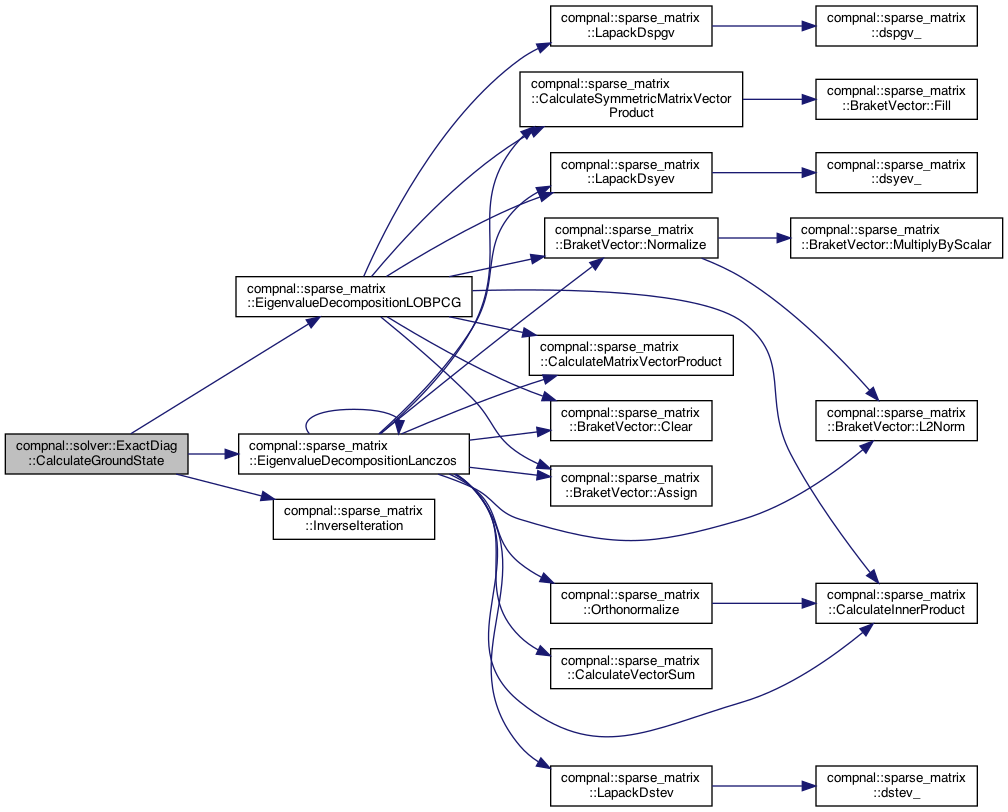 compnal::solver::ExactDiag
::CalculateGroundState
compnal::sparse_matrix
::EigenvalueDecompositionLOBPCG
compnal::sparse_matrix
::EigenvalueDecompositionLanczos
compnal::sparse_matrix
::InverseIteration
compnal::sparse_matrix
::LapackDspgv
compnal::sparse_matrix
::CalculateSymmetricMatrixVector
Product
compnal::sparse_matrix
::LapackDsyev
compnal::sparse_matrix
::BraketVector::Normalize
compnal::sparse_matrix
::CalculateMatrixVectorProduct
compnal::sparse_matrix
::BraketVector::Clear
compnal::sparse_matrix
::BraketVector::Assign
compnal::sparse_matrix
::Orthonormalize
compnal::sparse_matrix
::CalculateVectorSum
compnal::sparse_matrix
::LapackDstev
compnal::sparse_matrix
::dspgv_
compnal::sparse_matrix
::BraketVector::Fill
compnal::sparse_matrix
::dsyev_
compnal::sparse_matrix
::BraketVector::MultiplyByScalar
compnal::sparse_matrix
::BraketVector::L2Norm
compnal::sparse_matrix
::CalculateInnerProduct
compnal::sparse_matrix
::dstev_